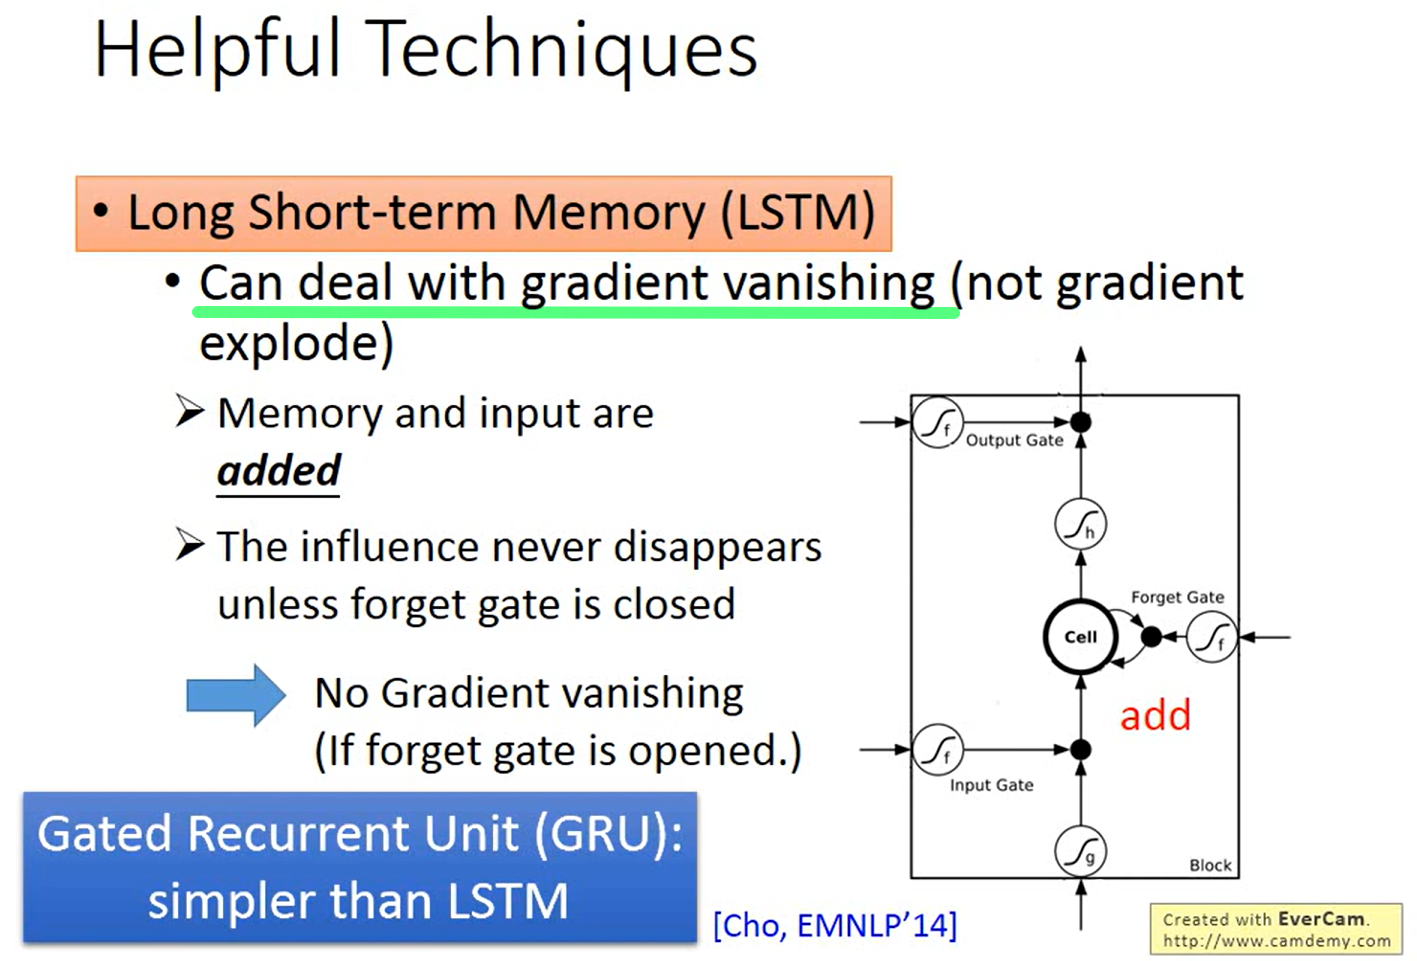 Helpful Techniques
• Long Short-term Memory (LSTM)
• Can deal with gradient vanishing (not gradient
explode)
➢ Memory and input are
added
➢ The influence never disappears
unless forget gate is closed
No Gradient vanishing
(If forget gate is opened.)
Gated Recurrent Unit (GRU):
simpler than LSTM
[Cho, EMNLP’14]
f
Output Gate
h
Forget Gate
Cell
f
add
f
Input Gate
g
Block
Created with EverCam.
http://www.camdemy.com